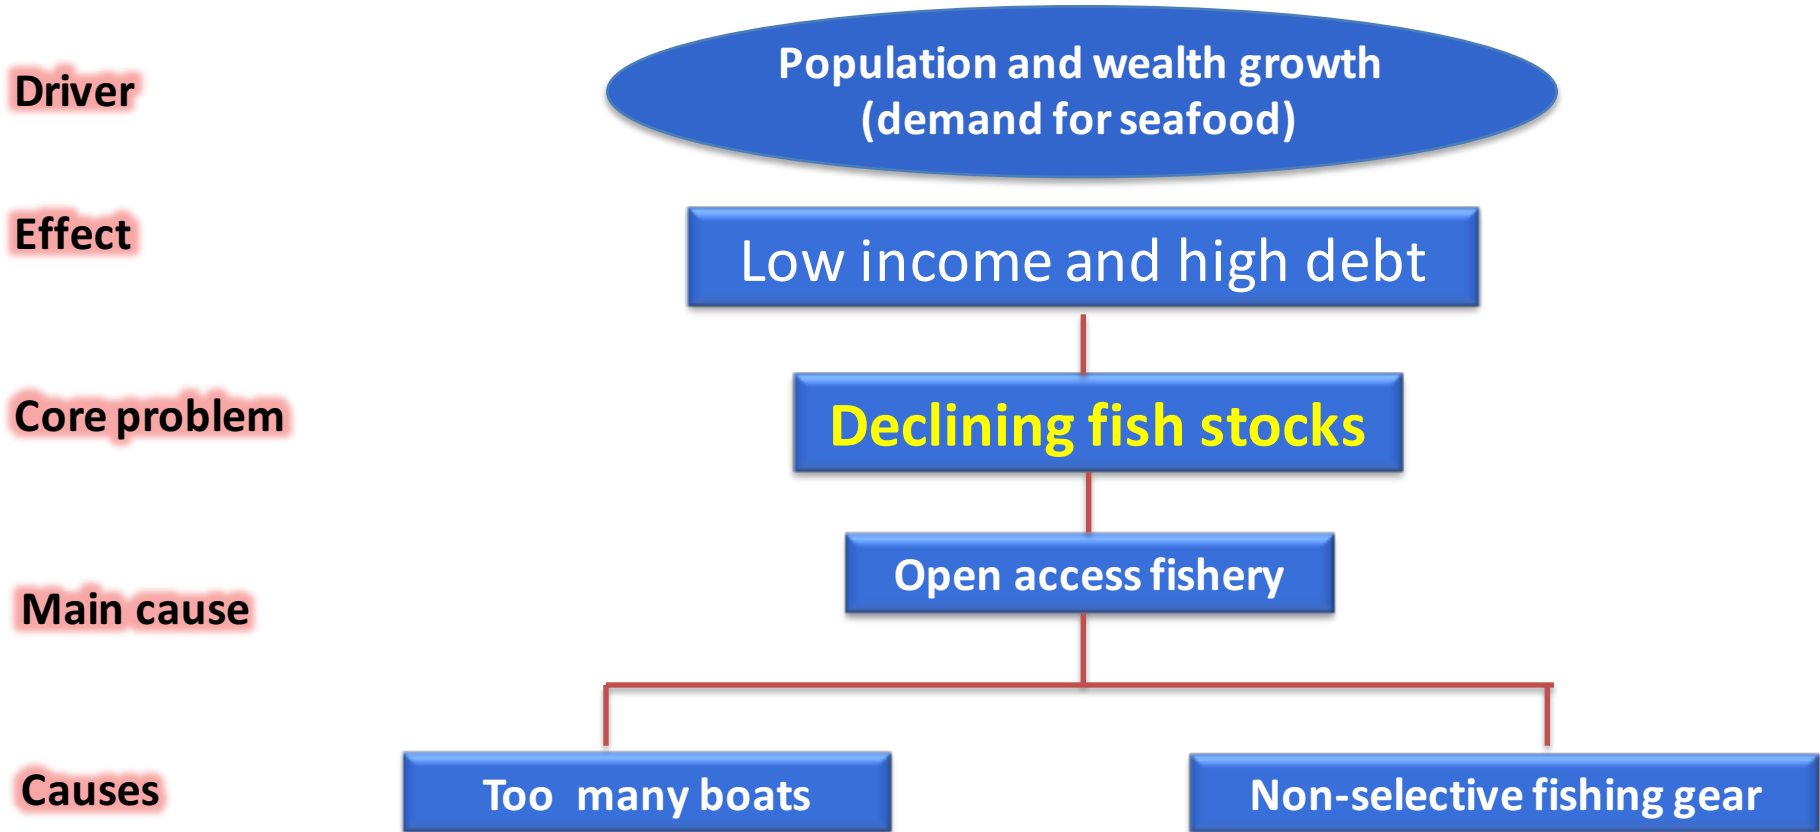 Driver
Population and wealth growth
(demand for seafood)
Effect
Low income and high debt
Core problem
Declining fish stocks
Main cause
Open access fishery
Causes
Too many boats
Non-selective fishing gear